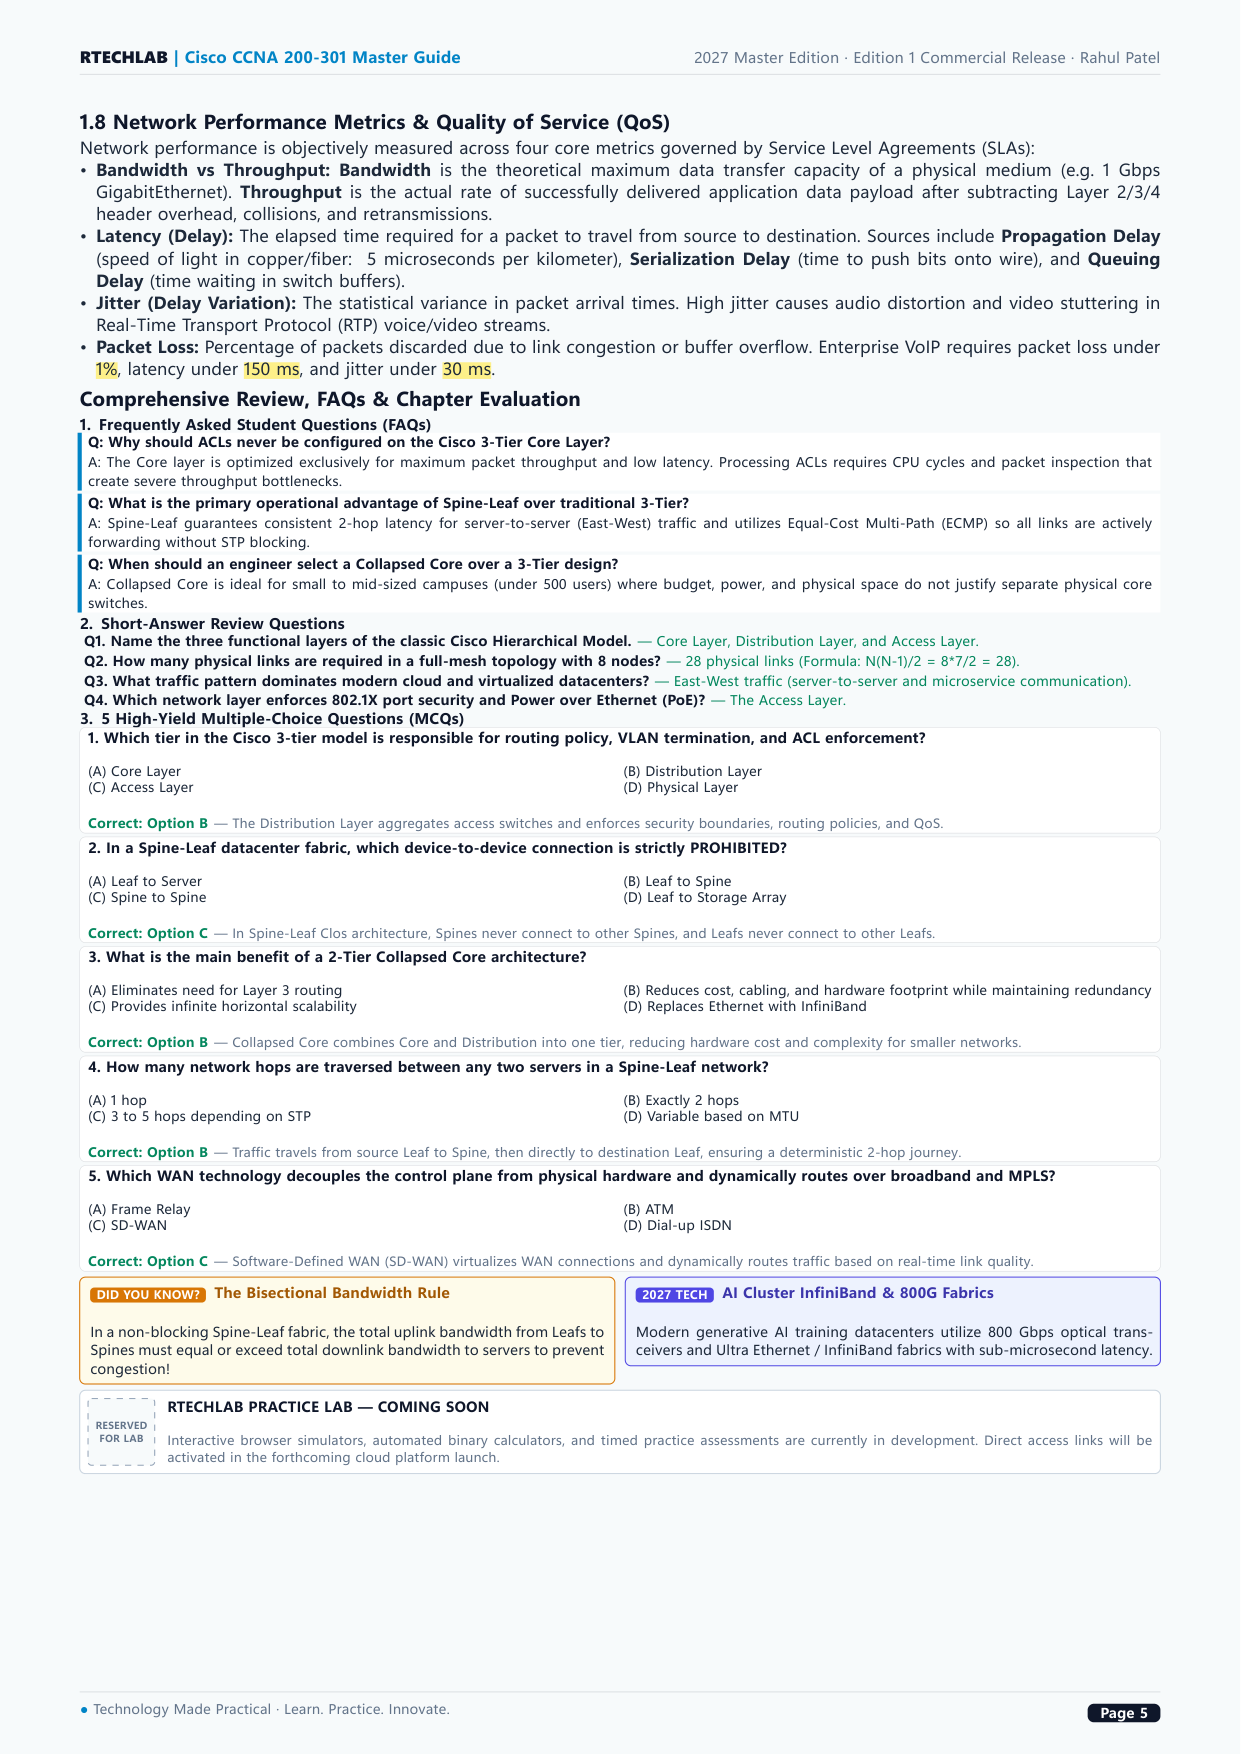 RTECHLAB | Cisco CCNA 200-301 Master Guide
2027 Master Edition · Edition 1 Commercial Release · Rahul Patel
1.8 Network Performance Metrics & Quality of Service (QoS)
Network performance is objectively measured across four core metrics governed by Service Level Agreements (SLAs):
• Bandwidth vs Throughput: Bandwidth is the theoretical maximum data transfer capacity of a physical medium (e.g. 1 Gbps
GigabitEthernet). Throughput is the actual rate of successfully delivered application data payload after subtracting Layer 2/3/4
header overhead, collisions, and retransmissions.
• Latency (Delay): The elapsed time required for a packet to travel from source to destination. Sources include Propagation Delay
(speed of light in copper/fiber: 5 microseconds per kilometer), Serialization Delay (time to push bits onto wire), and Queuing
Delay (time waiting in switch buffers).
• Jitter (Delay Variation): The statistical variance in packet arrival times. High jitter causes audio distortion and video stuttering in
Real-Time Transport Protocol (RTP) voice/video streams.
• Packet Loss: Percentage of packets discarded due to link congestion or buffer overflow. Enterprise VoIP requires packet loss under
1%, latency under 150 ms, and jitter under 30 ms.
Comprehensive Review, FAQs & Chapter Evaluation
1. Frequently Asked Student Questions (FAQs)
Q: Why should ACLs never be configured on the Cisco 3-Tier Core Layer?
A: The Core layer is optimized exclusively for maximum packet throughput and low latency. Processing ACLs requires CPU cycles and packet inspection that
create severe throughput bottlenecks.
Q: What is the primary operational advantage of Spine-Leaf over traditional 3-Tier?
A: Spine-Leaf guarantees consistent 2-hop latency for server-to-server (East-West) traffic and utilizes Equal-Cost Multi-Path (ECMP) so all links are actively
forwarding without STP blocking.
Q: When should an engineer select a Collapsed Core over a 3-Tier design?
A: Collapsed Core is ideal for small to mid-sized campuses (under 500 users) where budget, power, and physical space do not justify separate physical core
switches.
2. Short-Answer Review Questions
Q1. Name the three functional layers of the classic Cisco Hierarchical Model. — Core Layer, Distribution Layer, and Access Layer.
Q2. How many physical links are required in a full-mesh topology with 8 nodes? — 28 physical links (Formula: N(N-1)/2 = 8*7/2 = 28).
Q3. What traffic pattern dominates modern cloud and virtualized datacenters? — East-West traffic (server-to-server and microservice communication).
Q4. Which network layer enforces 802.1X port security and Power over Ethernet (PoE)? — The Access Layer.
3. 5 High-Yield Multiple-Choice Questions (MCQs)
1. Which tier in the Cisco 3-tier model is responsible for routing policy, VLAN termination, and ACL enforcement?
(A) Core Layer
(B) Distribution Layer
(C) Access Layer
(D) Physical Layer
Correct: Option B — The Distribution Layer aggregates access switches and enforces security boundaries, routing policies, and QoS.
2. In a Spine-Leaf datacenter fabric, which device-to-device connection is strictly PROHIBITED?
(A) Leaf to Server
(B) Leaf to Spine
(C) Spine to Spine
(D) Leaf to Storage Array
Correct: Option C — In Spine-Leaf Clos architecture, Spines never connect to other Spines, and Leafs never connect to other Leafs.
3. What is the main benefit of a 2-Tier Collapsed Core architecture?
(A) Eliminates need for Layer 3 routing
(B) Reduces cost, cabling, and hardware footprint while maintaining redundancy
(C) Provides infinite horizontal scalability
(D) Replaces Ethernet with InfiniBand
Correct: Option B — Collapsed Core combines Core and Distribution into one tier, reducing hardware cost and complexity for smaller networks.
4. How many network hops are traversed between any two servers in a Spine-Leaf network?
(A) 1 hop
(B) Exactly 2 hops
(C) 3 to 5 hops depending on STP
(D) Variable based on MTU
Correct: Option B — Traffic travels from source Leaf to Spine, then directly to destination Leaf, ensuring a deterministic 2-hop journey.
5. Which WAN technology decouples the control plane from physical hardware and dynamically routes over broadband and MPLS?
(A) Frame Relay
(B) ATM
(C) SD-WAN
(D) Dial-up ISDN
Correct: Option C — Software-Defined WAN (SD-WAN) virtualizes WAN connections and dynamically routes traffic based on real-time link quality.
DID YOU KNOW? The Bisectional Bandwidth Rule
In a non-blocking Spine-Leaf fabric, the total uplink bandwidth from Leafs to
Spines must equal or exceed total downlink bandwidth to servers to prevent
congestion!
2027 TECH AI Cluster InfiniBand & 800G Fabrics
Modern generative AI training datacenters utilize 800 Gbps optical trans-
ceivers and Ultra Ethernet / InfiniBand fabrics with sub-microsecond latency.
RESERVED
FOR LAB
RTECHLAB PRACTICE LAB — COMING SOON
Interactive browser simulators, automated binary calculators, and timed practice assessments are currently in development. Direct access links will be
activated in the forthcoming cloud platform launch.
• Technology Made Practical · Learn. Practice. Innovate.
Page 5